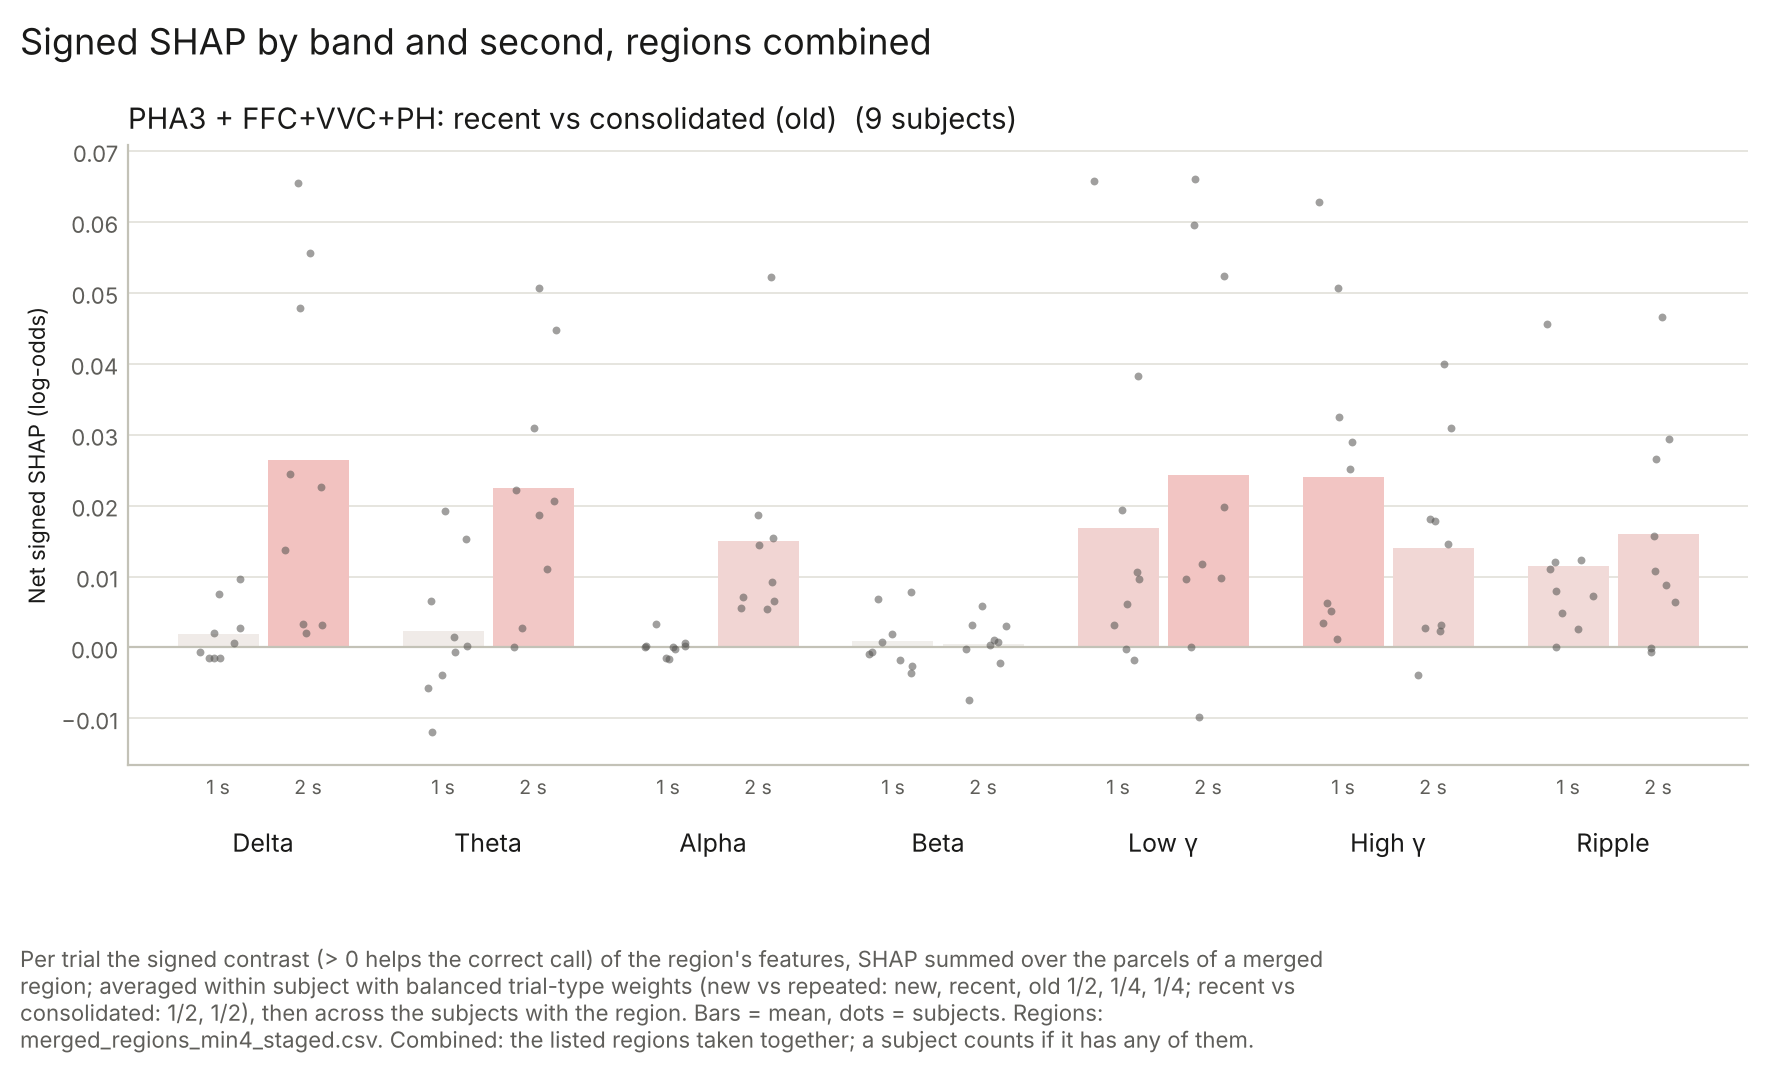 Signed SHAP by band and second, regions combined
PHA3 + FFC+VVC+PH: recent vs consolidated (old)  (9 subjects)
Net signed SHAP (log-odds)
0.07
0.06
0.05
0.04
0.03
0.02
0.01
0.00
−0.01
1 s 2 s 1 s 2 s 1 s 2 s 1 s 2 s 1 s 2 s 1 s 2 s 1 s 2 s
Delta Theta Alpha Beta Low γ High γ Ripple
Per trial the signed contrast (> 0 helps the correct call) of the region's features, SHAP summed over the parcels of a merged
region; averaged within subject with balanced trial-type weights (new vs repeated: new, recent, old 1/2, 1/4, 1/4; recent vs
consolidated: 1/2, 1/2), then across the subjects with the region. Bars = mean, dots = subjects. Regions:
merged_regions_min4_staged.csv. Combined: the listed regions taken together; a subject counts if it has any of them.